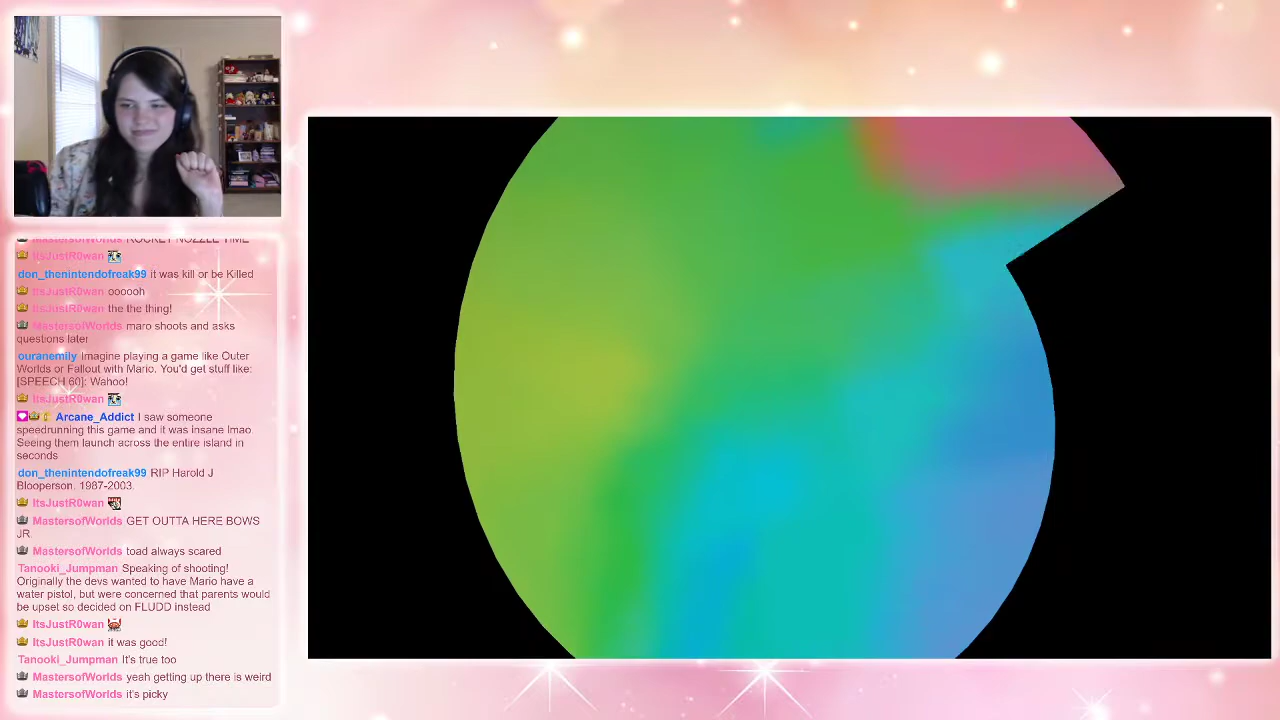 MastersofWorlds ROCKET NOZZLE TIME
ItsJustR0wan
don_thenintendofreak99 it was kill or be Killed
ItsJustR0wan oooooh
ItsJustR0wan the the thing!
MastersofWorlds maro shoots and asks
questions later
ouranemily Imagine playing a game like Outer
Worlds or Fallout with Mario. You'd get stuff like:
[SPEECH 60]: Wahoo!
ItsJustR0wan
Arcane_Addict I saw someone
speedrunning this game and it was insane lmao.
Seeing them launch across the entire island in
seconds
don_thenintendofreak99 RIP Harold J
Blooperson. 1987-2003.
ItsJustR0wan
MastersofWorlds GET OUTTA HERE BOWS
JR.
MastersofWorlds toad always scared
Tanooki_Jumpman Speaking of shooting!
Originally the devs wanted to have Mario have a
water pistol, but were concerned that parents would
be upset so decided on FLUDD instead
ItsJustR0wan
ItsJustR0wan it was good!
Tanooki_Jumpman It's true too
MastersofWorlds yeah getting up there is weird
MastersofWorlds it's picky